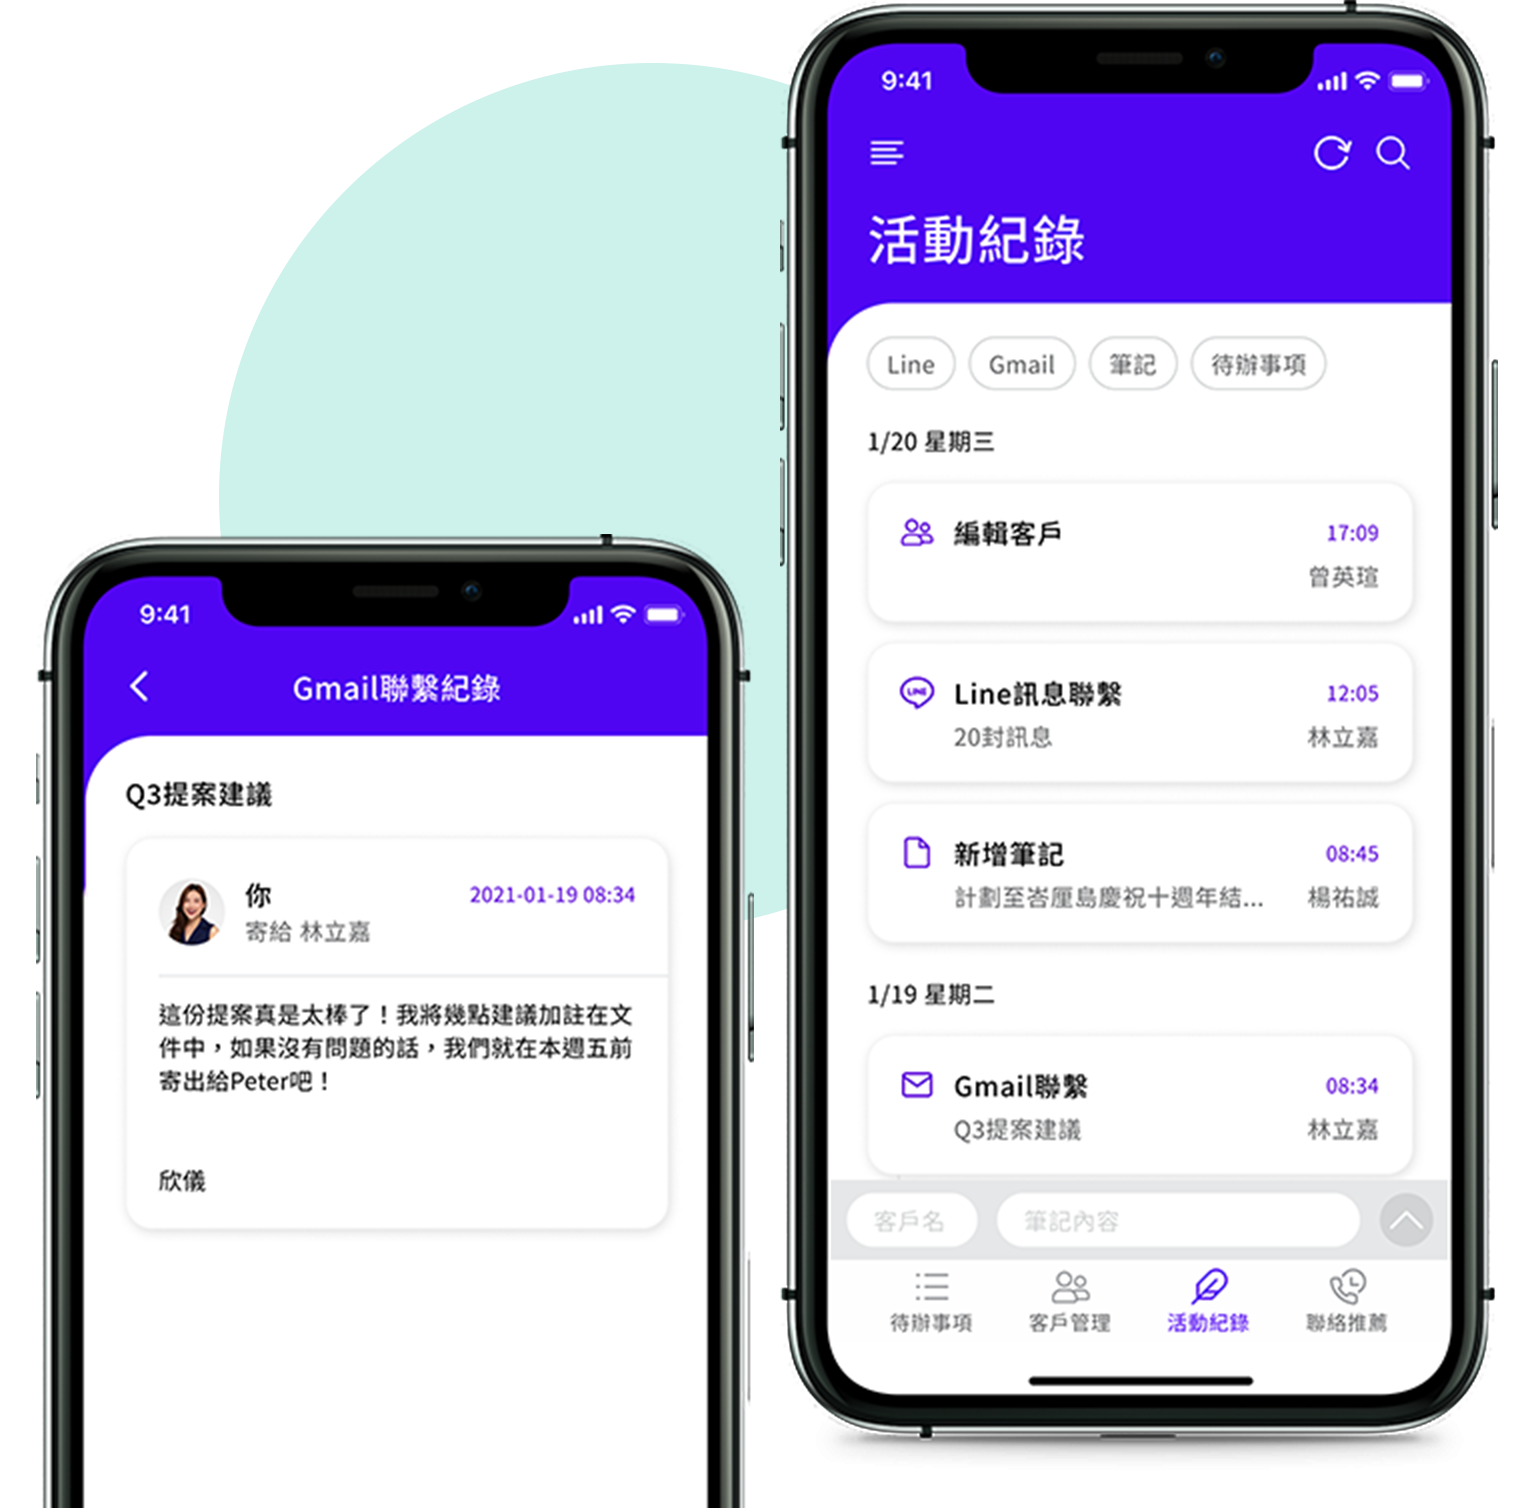 9:41
Gmail聯繫紀錄
Q3提案建議
你
2021-01-19 08:34
寄給 林立嘉
這份提案真是太棒了！我將幾點建議加註在文
件中，如果沒有問題的話，我們就在本週五前
寄出給Peter吧！
欣儀
9:41
活動紀錄
Line
Gmail
筆記
待辦事項
1/20 星期三
編輯客戶
17:09
曾英瑄
LINE
Line訊息聯繫
12:05
20封訊息
林立嘉
新增筆記
08:45
計劃至峇厘島慶祝十週年結...
楊祐誠
1/19 星期二
Gmail聯繫
08:34
Q3提案建議
林立嘉
客戶名
筆記內容
待辦事項
客戶管理
活動紀錄
聯絡推薦